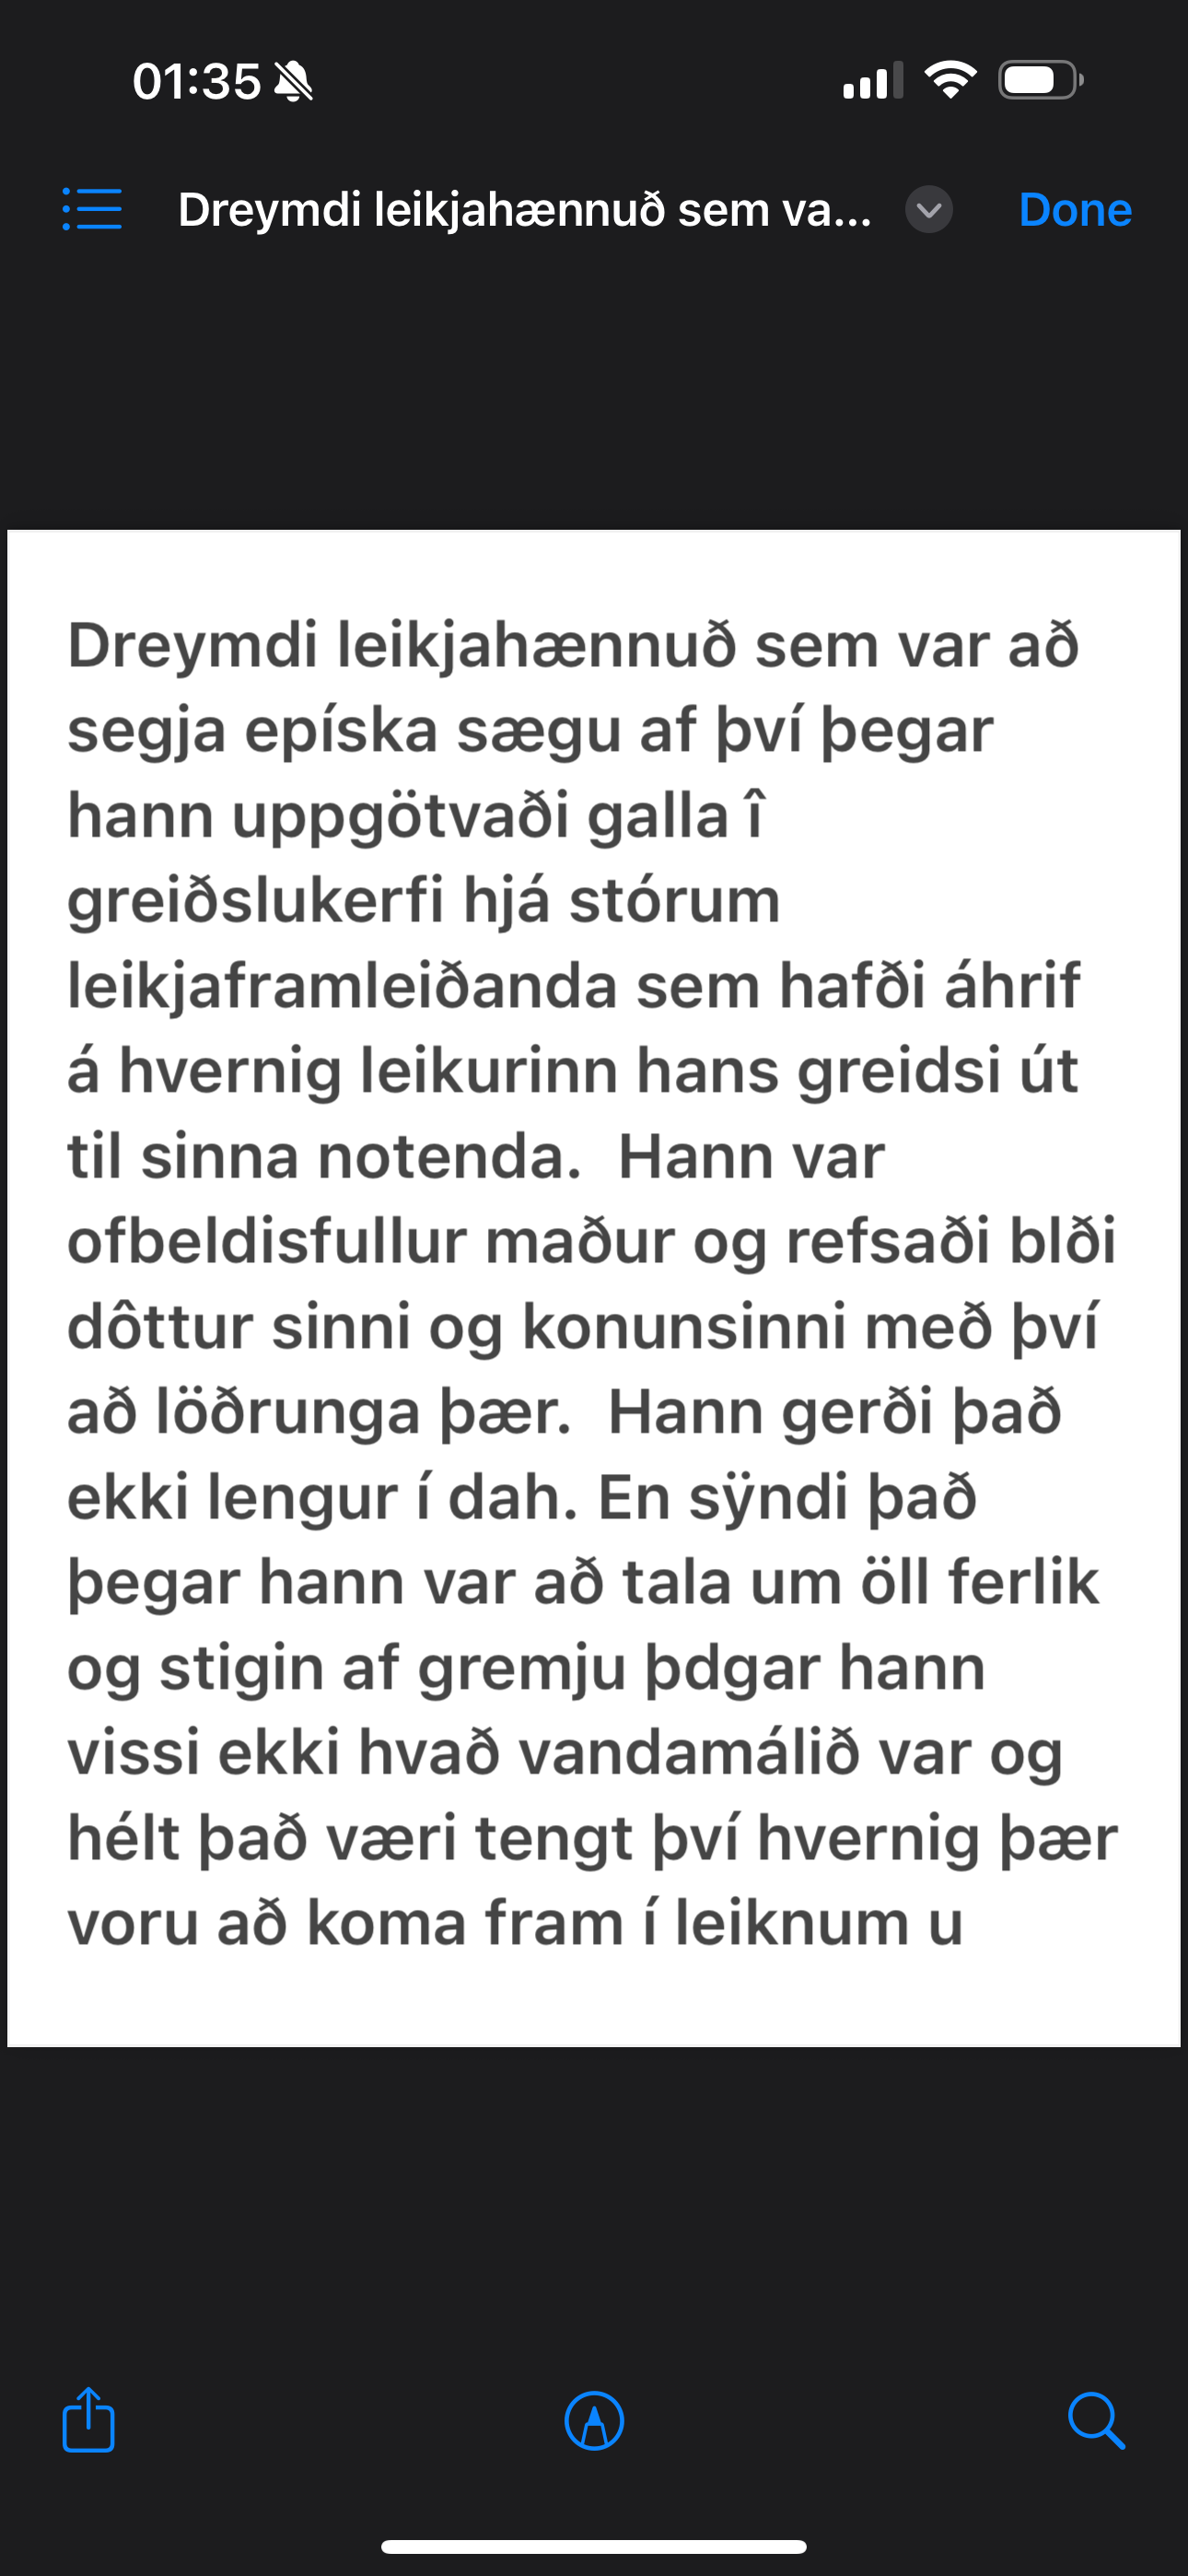 01:35
Dreymdi leikjahænnuð sem va...
Done
Dreymdi leikjahænnuð sem var að
segja epíska sægu af því þegar
hann uppgötvaði galla î
greiðslukerfi hjá stórum
leikjaframleiðanda sem hafði áhrif
á hvernig leikurinn hans greidsi út
til sinna notenda.  Hann var
ofbeldisfullur maður og refsaði blði
dôttur sinni og konunsinni með því
að löðrunga þær.  Hann gerði það
ekki lengur í dah. En sÿndi það
þegar hann var að tala um öll ferlik
og stigin af gremju þdgar hann
vissi ekki hvað vandamálið var og
hélt það væri tengt því hvernig þær
voru að koma fram í leiknum u